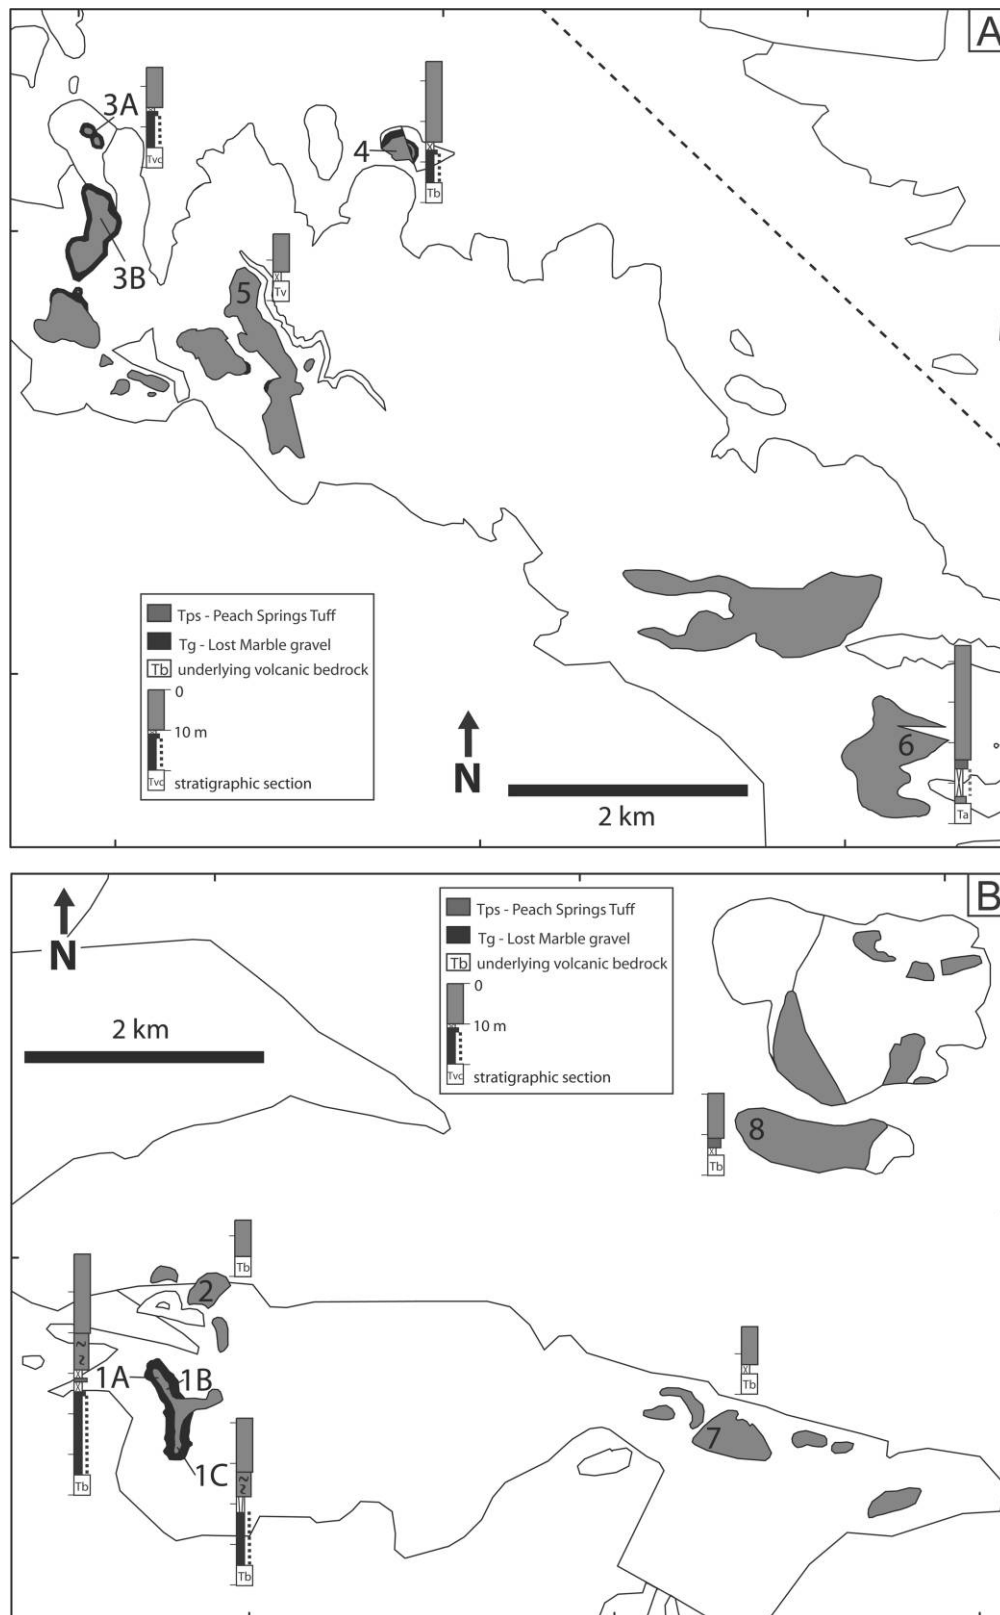 A
3A
Tvc
4
Tb
3B
5
Tv
Tps - Peach Springs Tuff
Tg - Lost Marble gravel
Tb underlying volcanic bedrock
0
10 m
Tvc stratigraphic section
N
2 km
6
Ta
B
N
2 km
Tps - Peach Springs Tuff
Tg - Lost Marble gravel
Tb underlying volcanic bedrock
0
10 m
Tvc stratigraphic section
8
Tb
2
Tb
1A
1B
1C
Tb
Tb
7
Tb